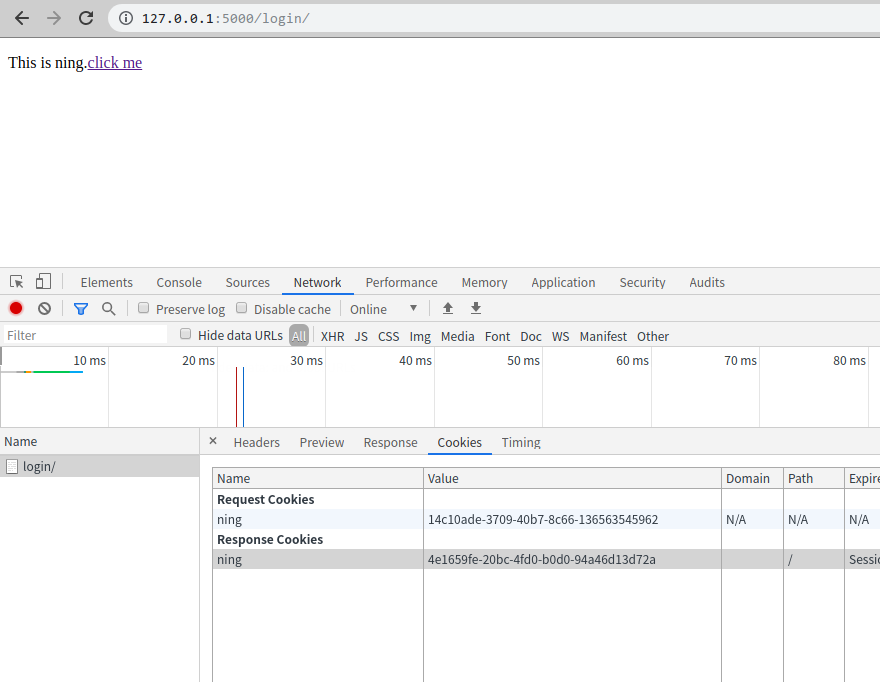 127.0.0.1:5000/login/
This is ning.click me
Elements Console Sources Network Performance Memory Application Security Audits
Preserve log Disable cache Online
Filter Hide data URLs All XHR JS CSS Img Media Font Doc WS Manifest Other
10 ms 20 ms 30 ms 40 ms 50 ms 60 ms 70 ms 80 ms
Name × Headers Preview Response Cookies Timing
login/
Name Value Domain Path Expire
Request Cookies
ning 14c10ade-3709-40b7-8c66-136563545962 N/A N/A N/A
Response Cookies
ning 4e1659fe-20bc-4fd0-b0d0-94a46d13d72a / Sessio